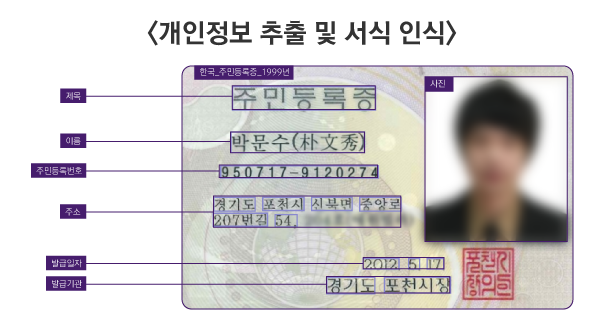 <개인정보 추출 및 서식 인식>
한국_주민등록증_1999년
사진
제목
주민등록증
이름
박문수(朴文秀)
주민등록번호
950717-9120274
주소
경기도 포천시 신북면 중앙로
207번길 54,
발급일자
2012. 5. 17
발급기관
경기도 포천시장